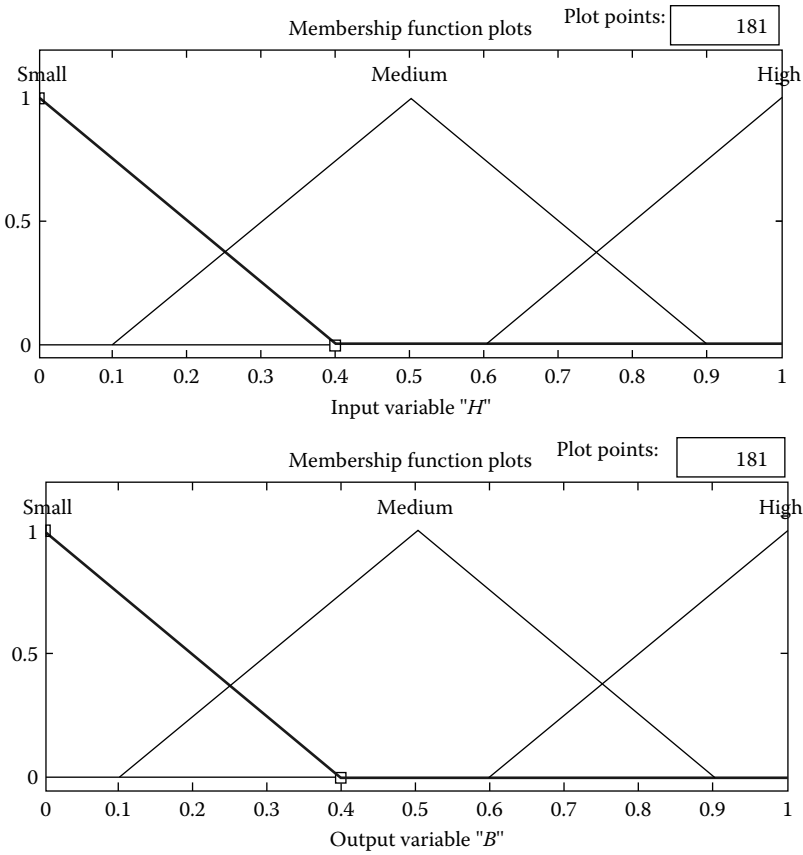 Membership function plots Plot points: 181
Small Medium High
1
0.5
0
0 0.1 0.2 0.3 0.4 0.5 0.6 0.7 0.8 0.9 1
Input variable "H"
Membership function plots Plot points: 181
Small Medium High
1
0.5
0
0 0.1 0.2 0.3 0.4 0.5 0.6 0.7 0.8 0.9 1
Output variable "B"